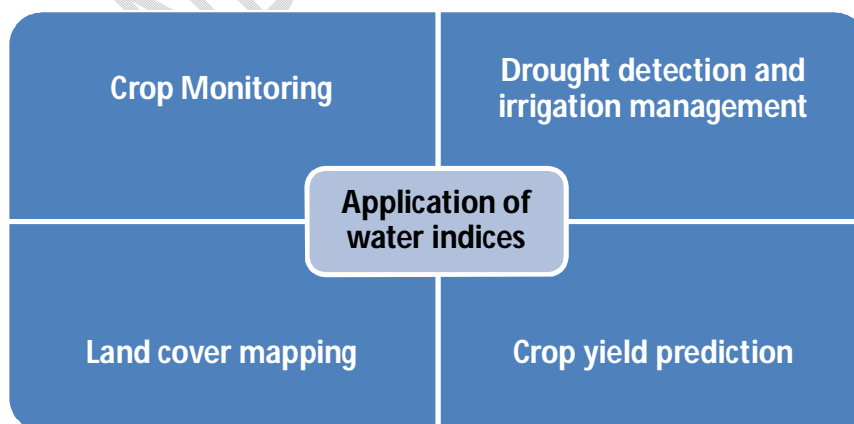 Crop Monitoring
Drought detection and
irrigation management
Application of
water indices
Land cover mapping
Crop yield prediction